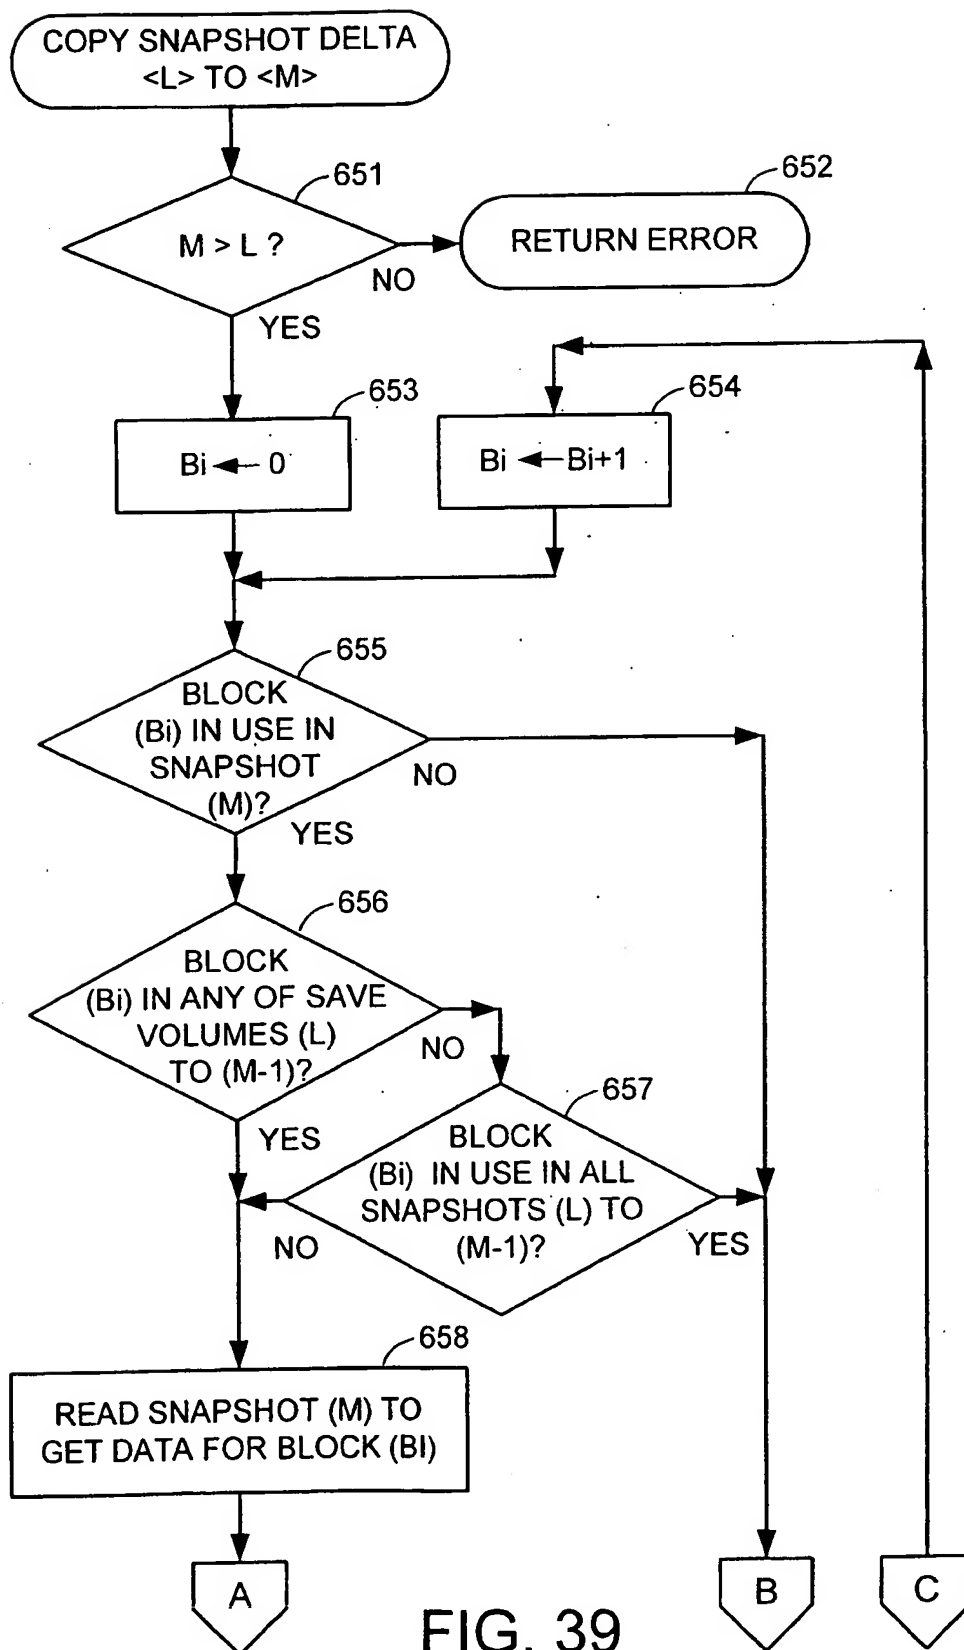 COPY SNAPSHOT DELTA
<L> TO <M>
651
M > L ?
NO
YES
652
RETURN ERROR
653
Bi ← 0
654
Bi ← Bi+1
655
BLOCK
(Bi) IN USE IN
SNAPSHOT
(M)?
NO
YES
656
BLOCK
(Bi) IN ANY OF SAVE
VOLUMES (L)
TO (M-1)?
NO
YES
657
BLOCK
(Bi) IN USE IN ALL
SNAPSHOTS (L) TO
(M-1)?
NO
YES
658
READ SNAPSHOT (M) TO
GET DATA FOR BLOCK (BI)
A
B
C
FIG. 39